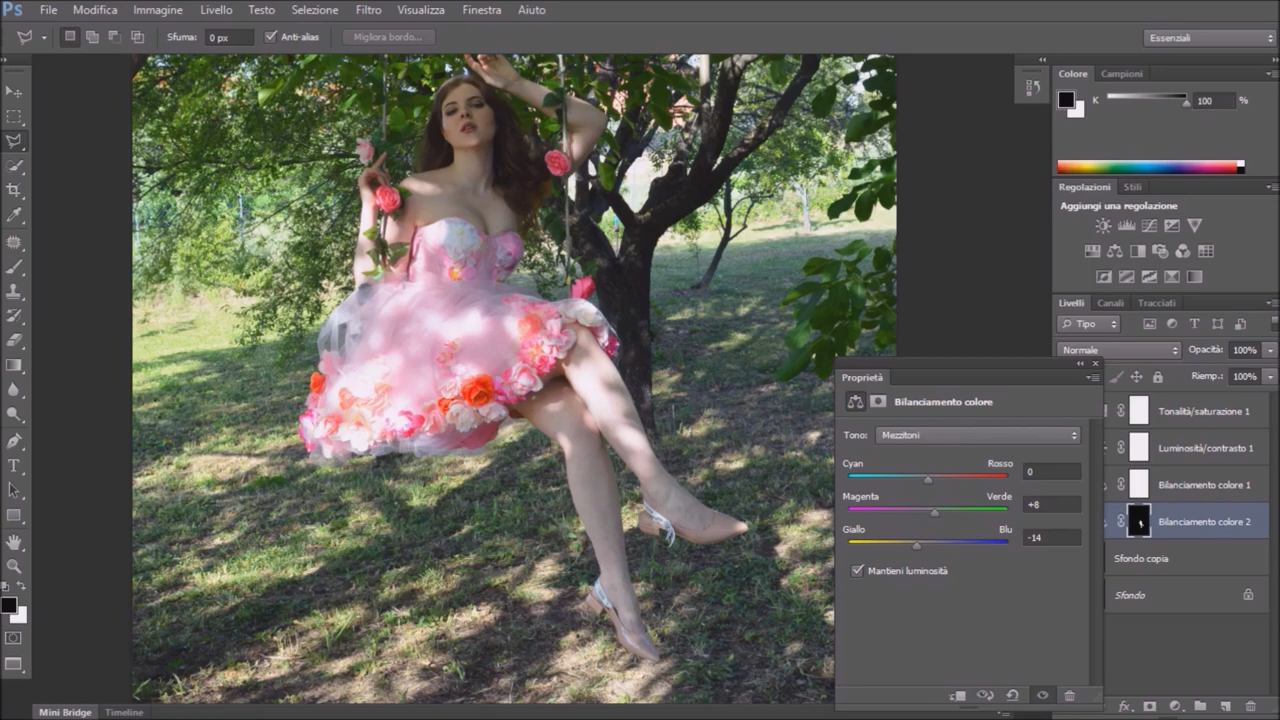 Ps File Modifica Immagine Livello Testo Selezione Filtro Visualizza Finestra Aiuto
Sfuma: 0 px Anti-alias Migliora bordo... Essenziali
Colore Campioni
K 100 %
Regolazioni Stili
Aggiungi una regolazione
Livelli Canali Tracciati
Tipo
Normale Opacità: 100%
Riemp.: 100%
Proprietà
Bilanciamento colore
Tono: Mezzitoni
Cyan Rosso 0
Magenta Verde +8
Giallo Blu -14
Mantieni luminosità
Tonalità/saturazione 1
Luminosità/contrasto 1
Bilanciamento colore 1
Bilanciamento colore 2
Sfondo copia
Sfondo
fx
Mini Bridge Timeline